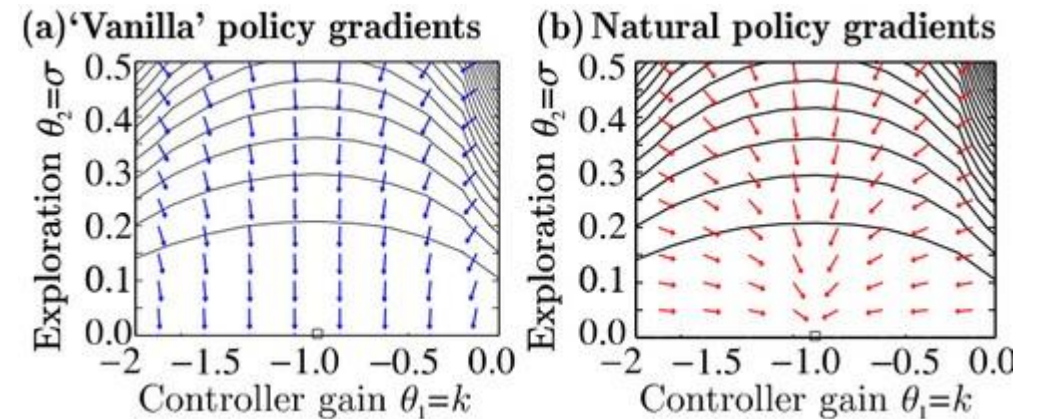 (a) 'Vanilla' policy gradients
(b) Natural policy gradients
Exploration θ₂=σ
0.5
0.4
0.3
0.2
0.1
0.0
−2 −1.5 −1.0 −0.5 0.0
Controller gain θ₁=k
Exploration θ₂=σ
0.5
0.4
0.3
0.2
0.1
0.0
−2 −1.5 −1.0 −0.5 0.0
Controller gain θ₁=k